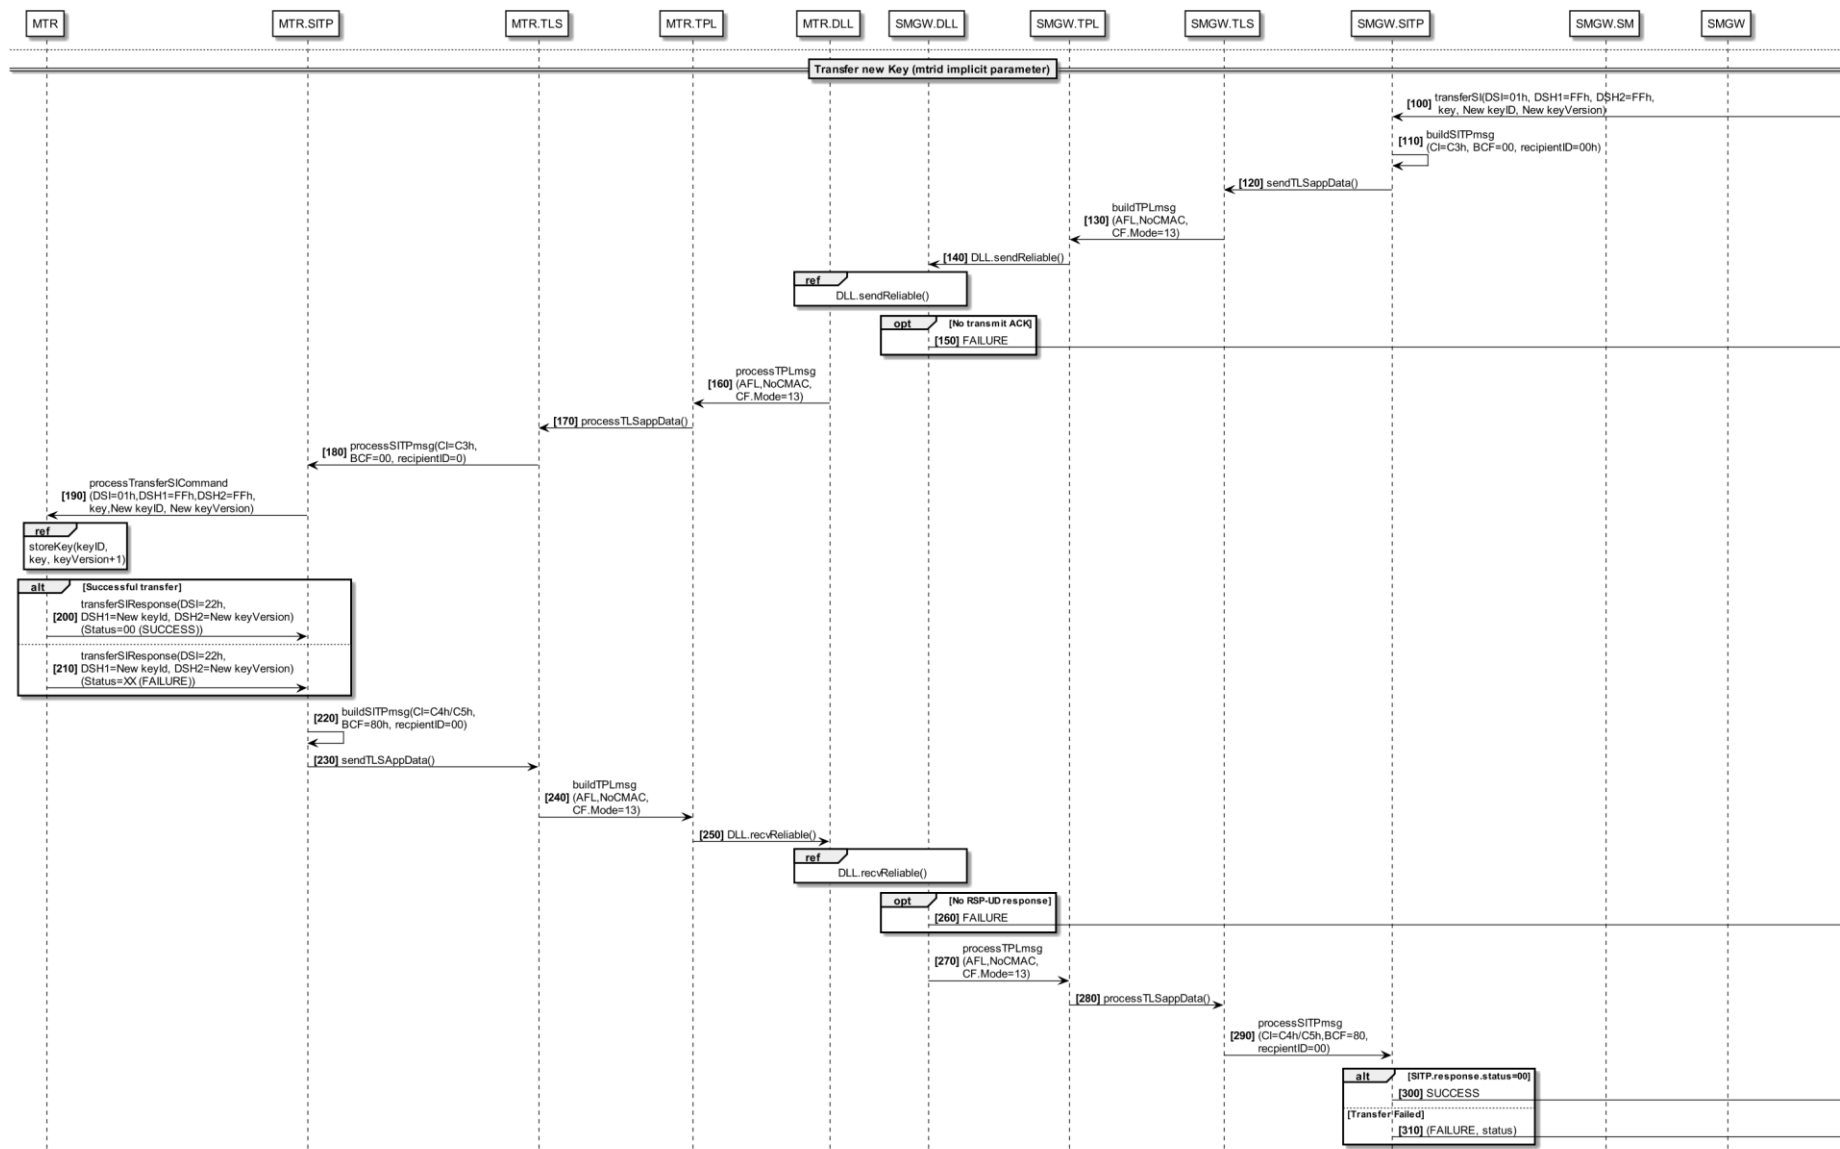 MTR
MTR.SITP
MTR.TLS
MTR.TPL
MTR.DLL
SMGW.DLL
SMGW.TPL
SMGW.TLS
SMGW.SITP
SMGW.SM
SMGW
Transfer new Key (mtrid implicit parameter)
[100] transferSI(DSI=01h, DSH1=FFh, DSH2=FFh,
key, New keyID, New keyVersion)
[110] buildSITPmsg
(CI=C3h, BCF=00, recipientID=00h)
[120] sendTLSappData()
buildTPLmsg
[130] (AFL,NoCMAC,
CF.Mode=13)
[140] DLL.sendReliable()
ref
DLL.sendReliable()
opt [No transmit ACK]
[150] FAILURE
processTPLmsg
[160] (AFL,NoCMAC,
CF.Mode=13)
[170] processTLSappData()
[180] processSITPmsg(CI=C3h,
BCF=00, recipientID=0)
processTransferSICommand
[190] (DSI=01h,DSH1=FFh,DSH2=FFh,
key,New keyID, New keyVersion)
ref
storeKey(keyID,
key, keyVersion+1)
alt [Successful transfer]
transferSIResponse(DSI=22h,
[200] DSH1=New keyId, DSH2=New keyVersion)
(Status=00 (SUCCESS))
transferSIResponse(DSI=22h,
[210] DSH1=New keyId, DSH2=New keyVersion)
(Status=XX (FAILURE))
[220] buildSITPmsg(CI=C4h/C5h,
BCF=80h, recpientID=00)
[230] sendTLSAppData()
buildTPLmsg
[240] (AFL,NoCMAC,
CF.Mode=13)
[250] DLL.recvReliable()
ref
DLL.recvReliable()
opt [No RSP-UD response]
[260] FAILURE
processTPLmsg
[270] (AFL,NoCMAC,
CF.Mode=13)
[280] processTLSappData()
processSITPmsg
[290] (CI=C4h/C5h,BCF=80,
recpientID=00)
alt [SITP.response.status=00]
[300] SUCCESS
[Transfer Failed]
[310] (FAILURE, status)